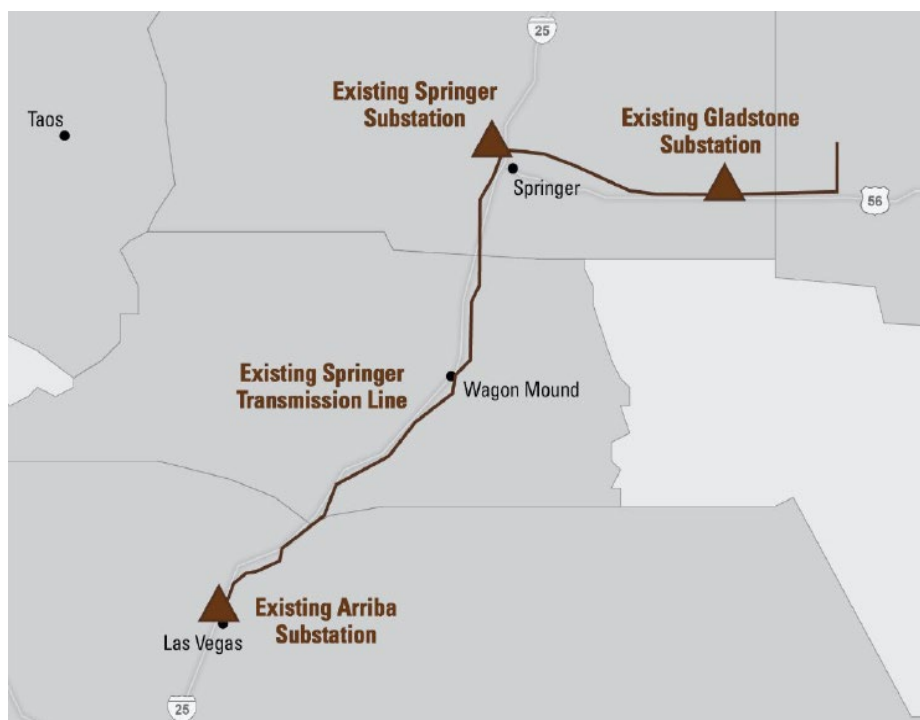 25
Existing Springer
Substation
Existing Gladstone
Substation
Taos
Springer
56
Existing Springer
Transmission Line
Wagon Mound
Existing Arriba
Substation
Las Vegas
25